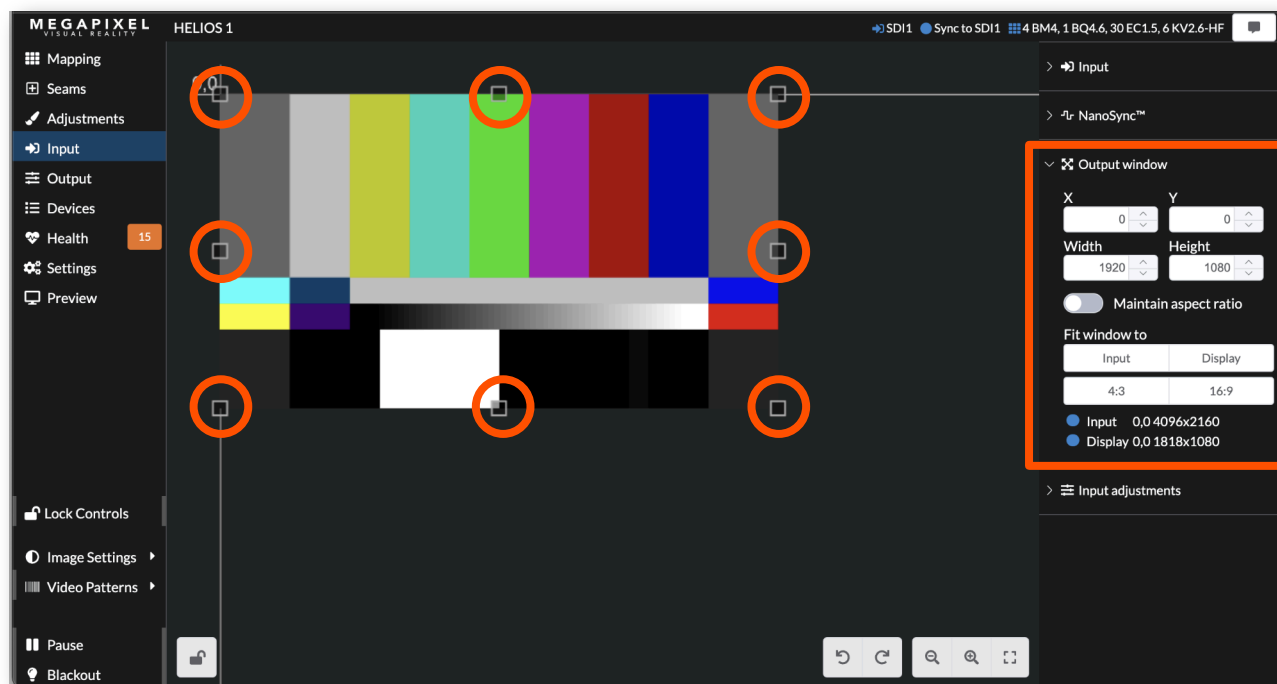 MEGAPIXEL
VISUAL REALITY
HELIOS 1
SDI1 Sync to SDI1 4 BM4, 1 BQ4.6, 30 EC1.5, 6 KV2.6-HF
Mapping
Seams
Adjustments
Input
Output
Devices
Health 15
Settings
Preview
Lock Controls
Image Settings
Video Patterns
Pause
Blackout
0,0
Input
NanoSync™
Output window
X Y
0 0
Width Height
1920 1080
Maintain aspect ratio
Fit window to
Input Display
4:3 16:9
Input 0,0 4096x2160
Display 0,0 1818x1080
Input adjustments